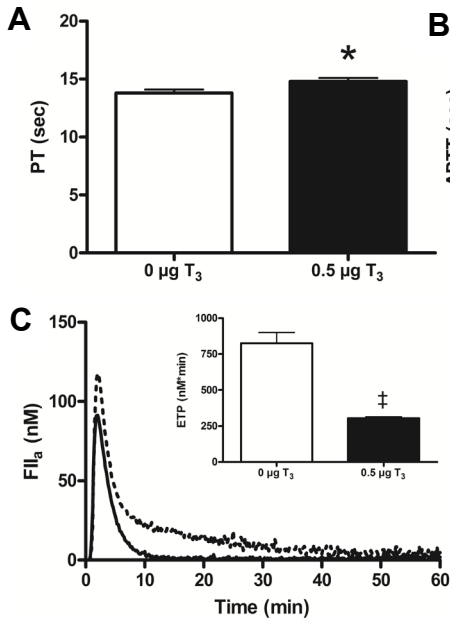 A
B
20
15
10
5
0
PT (sec)
*
0 µg T3
0.5 µg T3
C
150
100
50
0
FIIa (nM)
0
10
20
30
40
50
60
Time (min)
1000
750
500
250
0
ETP (nM*min)
‡
0 µg T3
0.5 µg T3